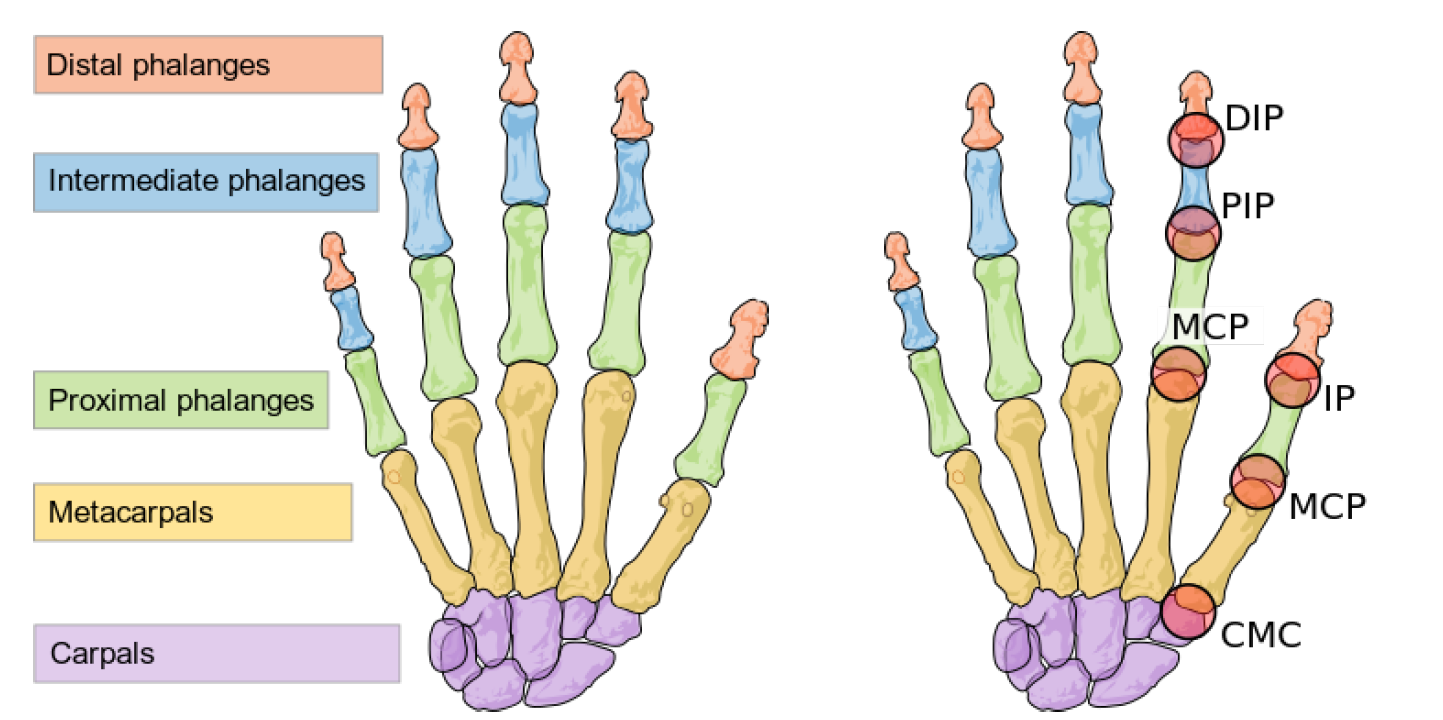 Distal phalanges
Intermediate phalanges
Proximal phalanges
Metacarpals
Carpals
DIP
PIP
MCP
IP
MCP
CMC